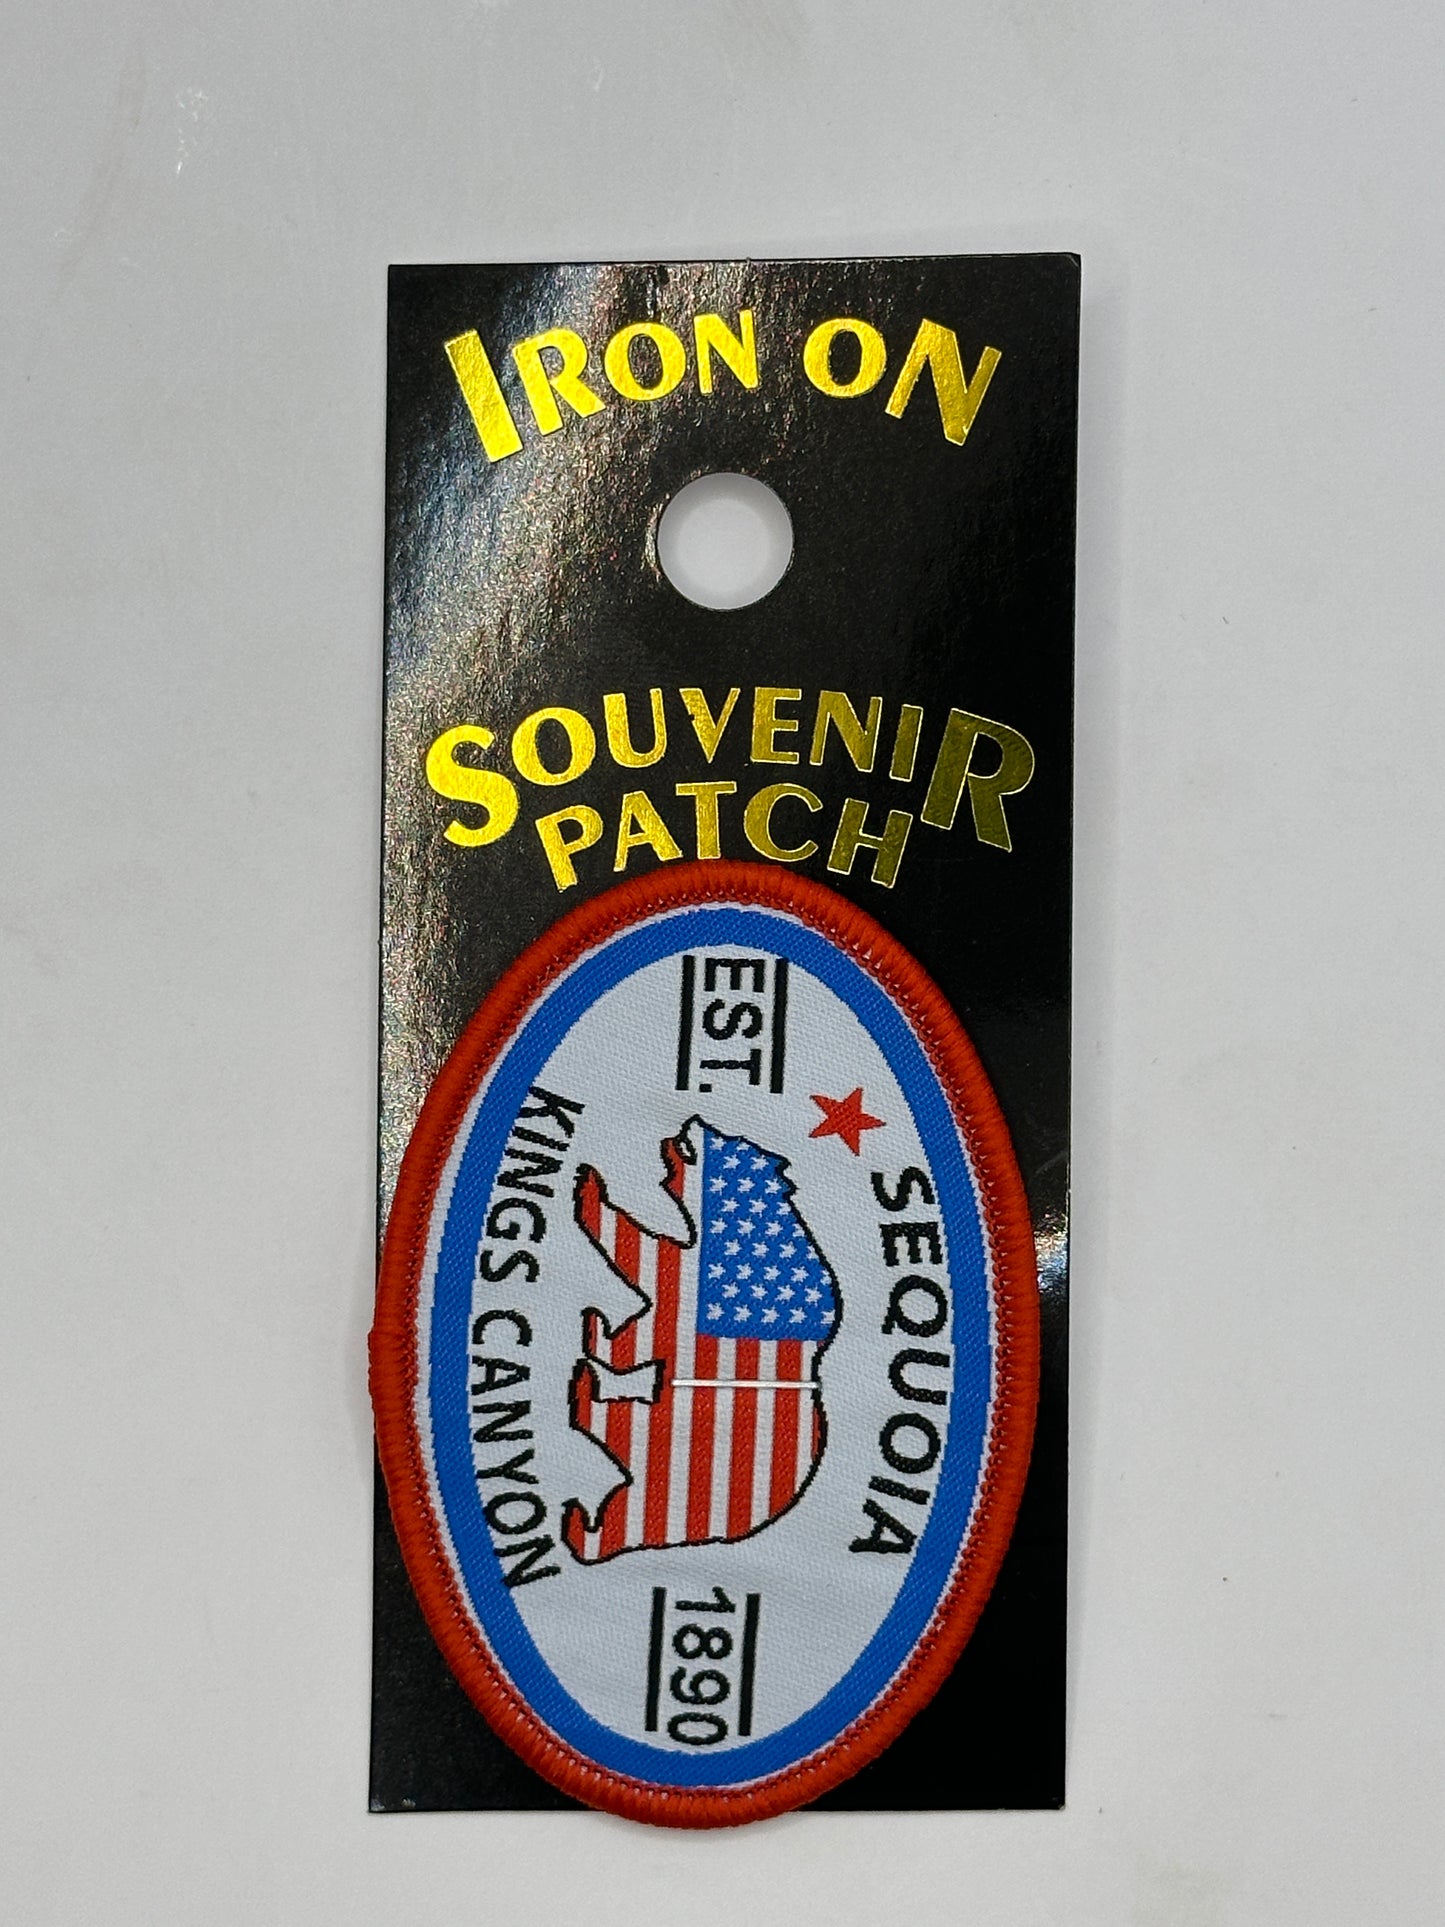 IRON ON
SOUVENIR
PATCH
SEQUOIA
EST.
1890
KINGS CANYON